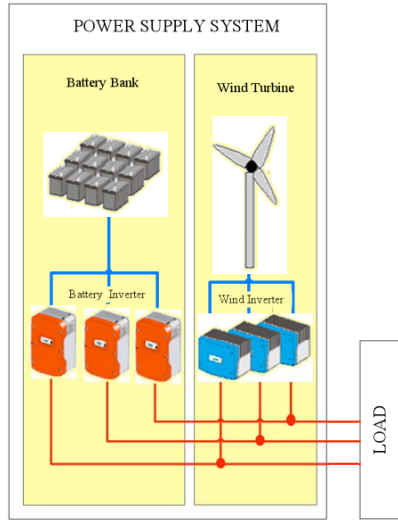 POWER SUPPLY SYSTEM
Battery Bank
Wind Turbine
Battery Inverter
Wind Inverter
LOAD